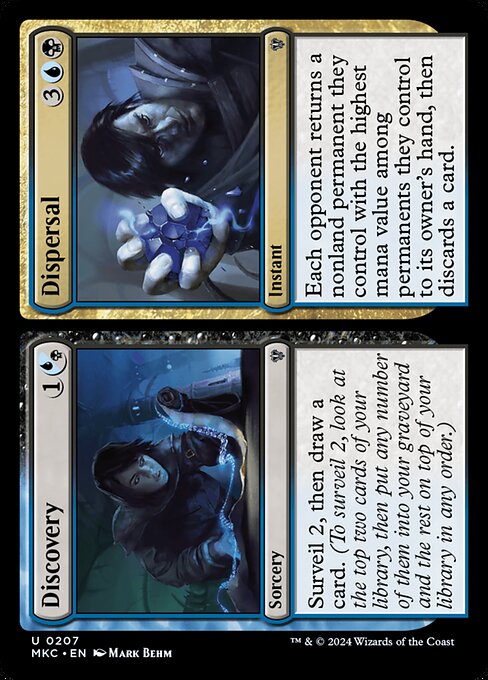 Discovery 1
Sorcery
Surveil 2, then draw a
card. (To surveil 2, look at
the top two cards of your
library, then put any number
of them into your graveyard
and the rest on top of your
library in any order.)
Dispersal 3
Instant
Each opponent returns a
nonland permanent they
control with the highest
mana value among
permanents they control
to its owner's hand, then
discards a card.
U 0207
MKC • EN MARK BEHM
™ & © 2024 Wizards of the Coast